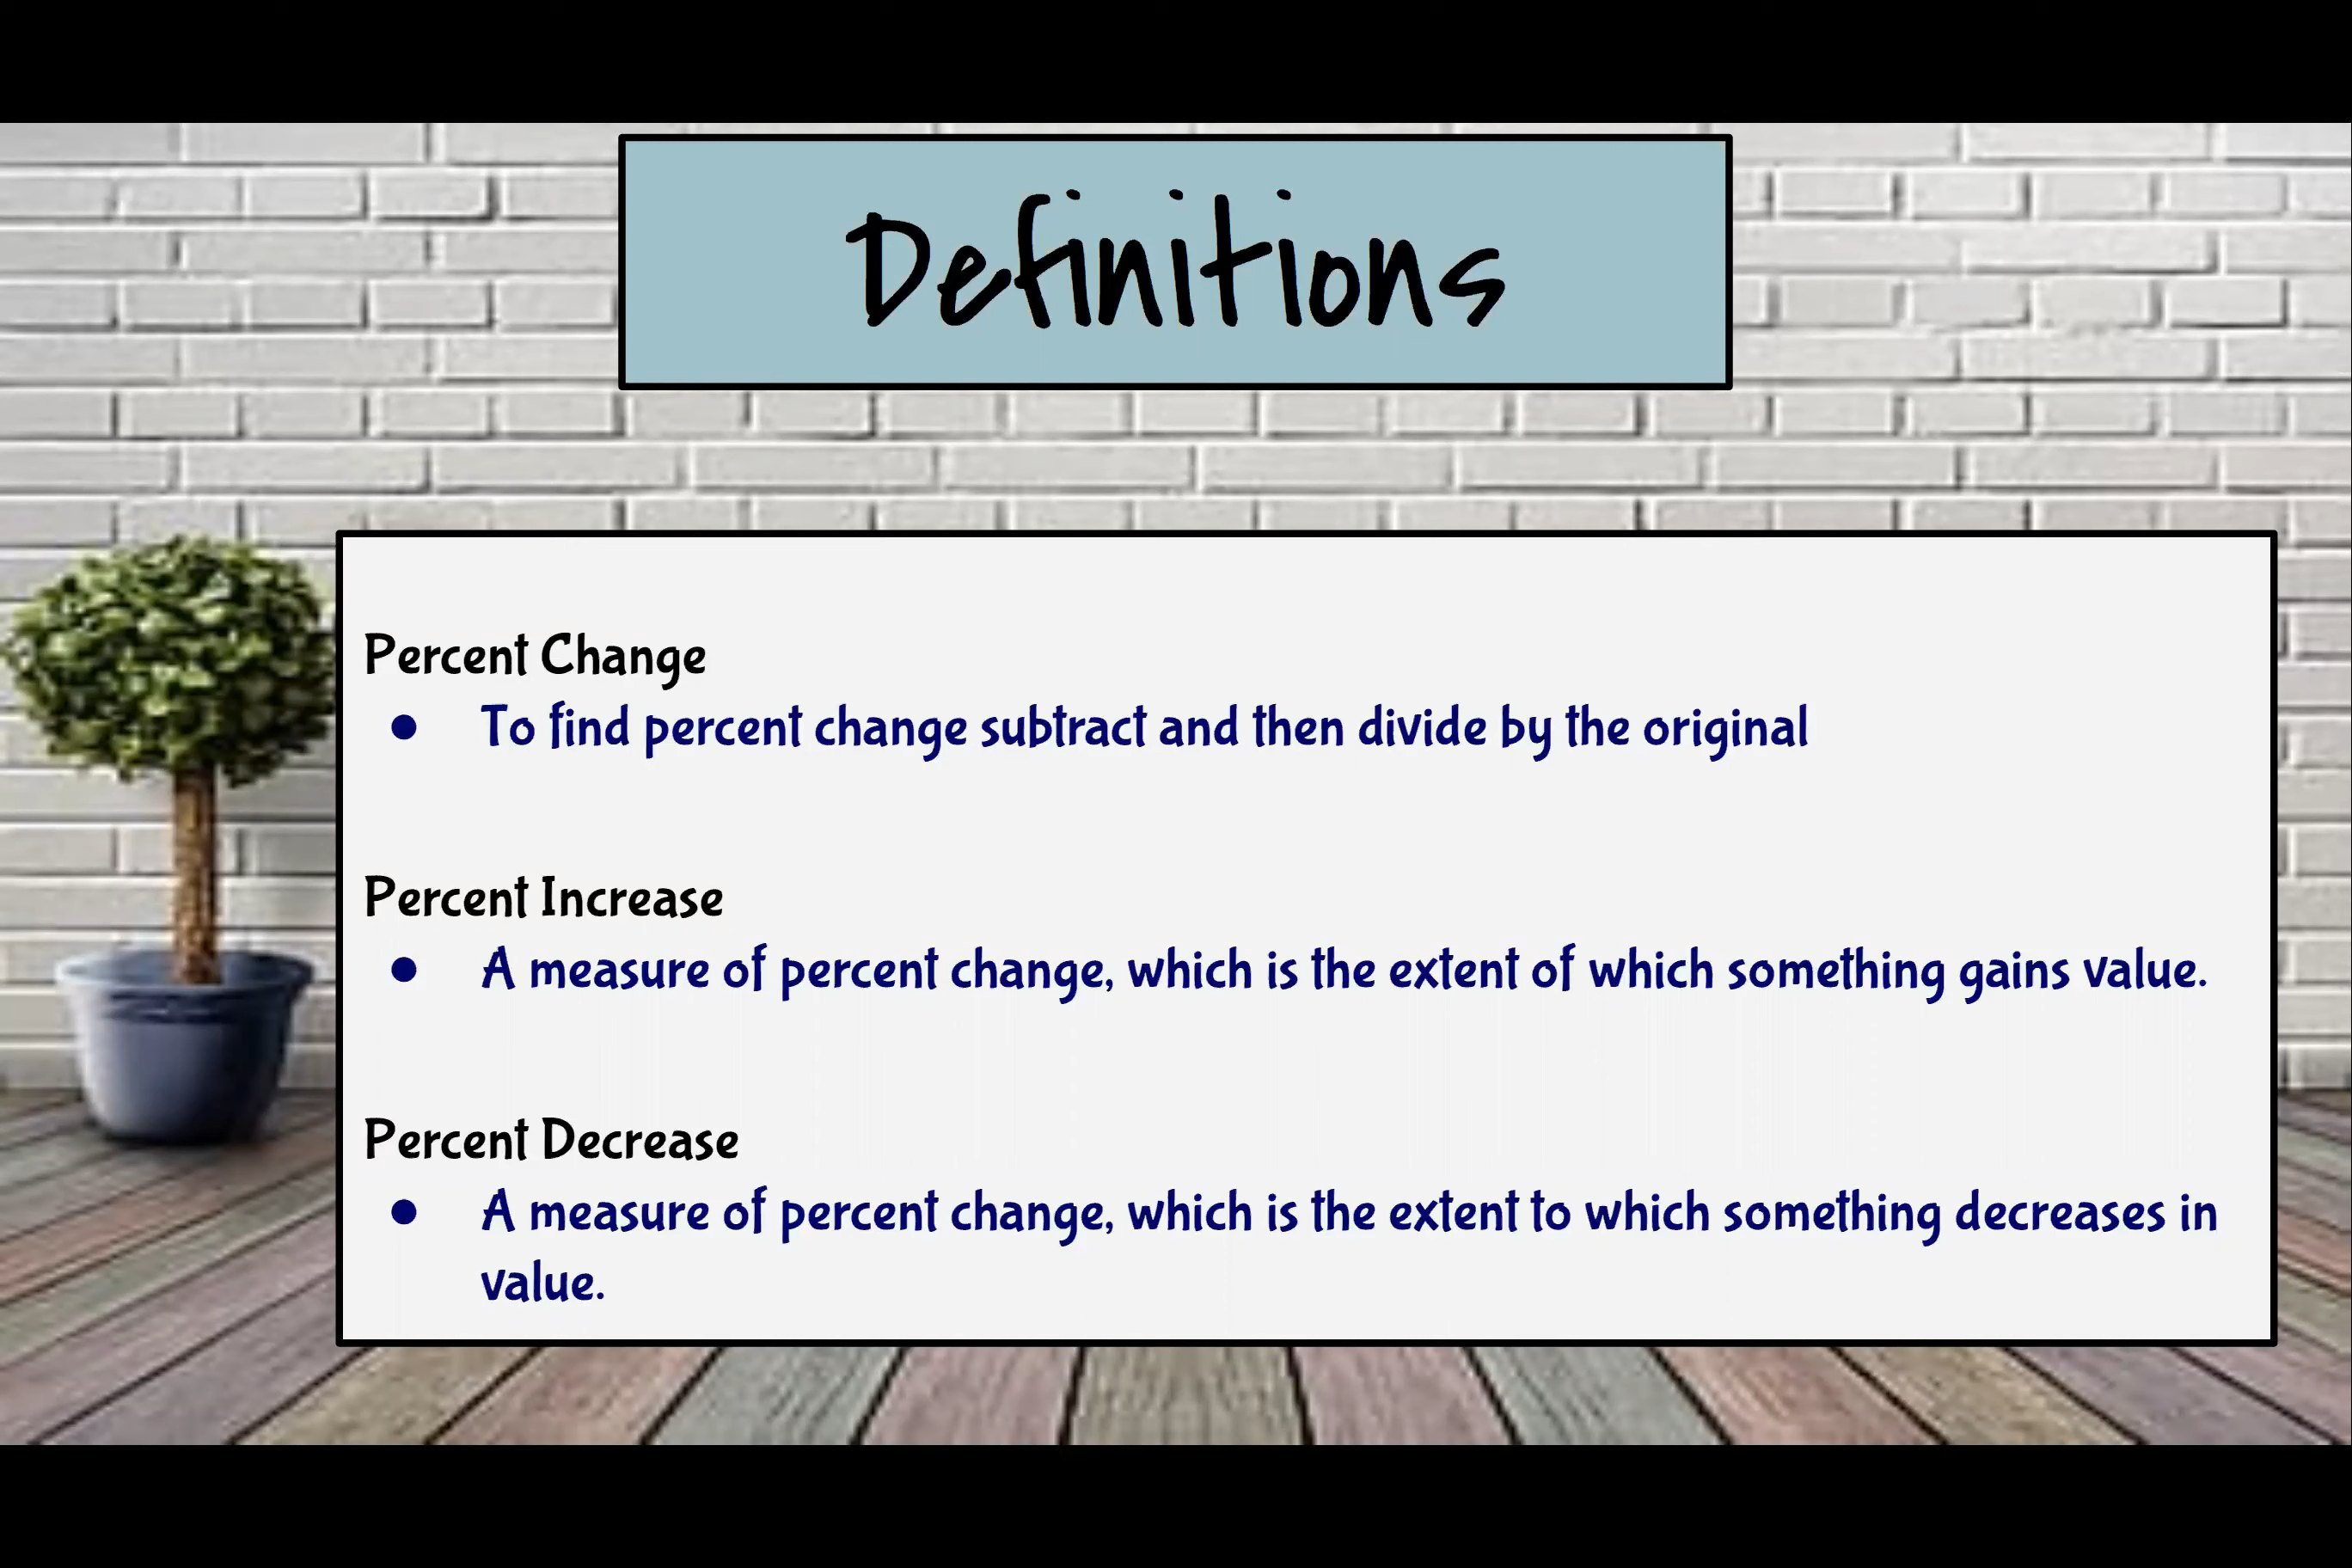 Definitions
Percent Change
● To find percent change subtract and then divide by the original
Percent Increase
● A measure of percent change, which is the extent of which something gains value.
Percent Decrease
● A measure of percent change, which is the extent to which something decreases in
value.